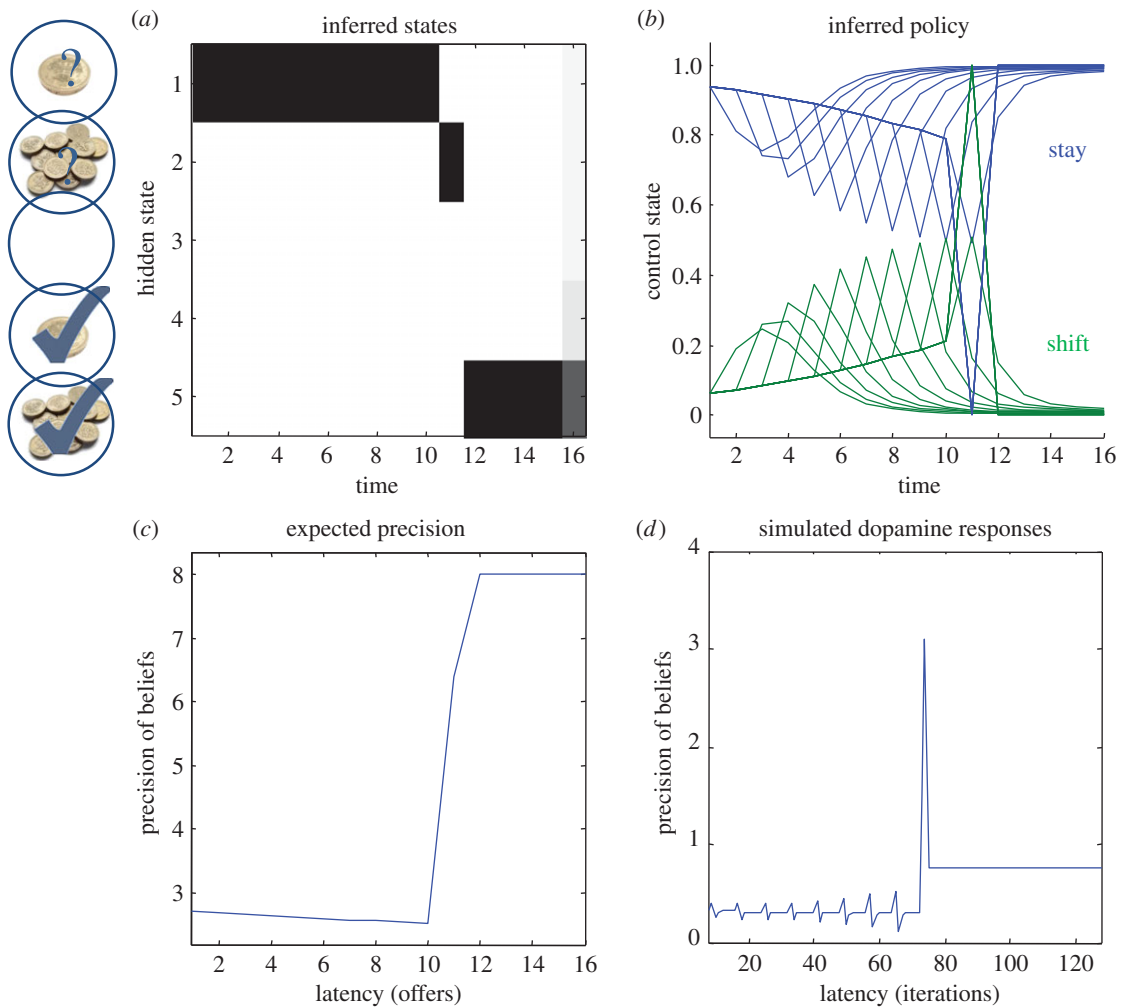 ?
?
(a) inferred states
hidden state
1
2
3
4
5
2 4 6 8 10 12 14 16
time
(b) inferred policy
control state
1.0
0.8
0.6
0.4
0.2
0
stay
shift
2 4 6 8 10 12 14 16
time
(c) expected precision
precision of beliefs
8
7
6
5
4
3
2 4 6 8 10 12 14 16
latency (offers)
(d) simulated dopamine responses
precision of beliefs
4
3
2
1
0
20 40 60 80 100 120
latency (iterations)